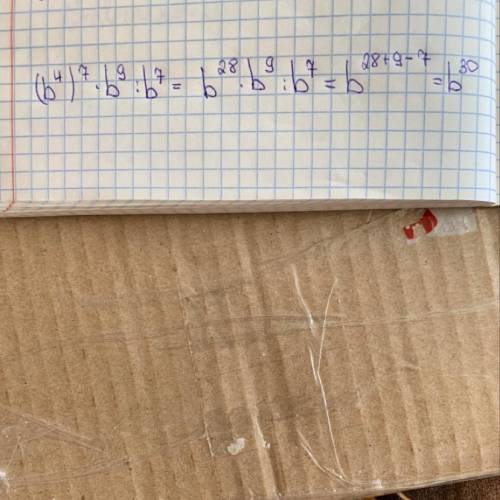 (b⁴)⁷ · b⁹ : b⁷ = b²⁸ · b⁹ : b⁷ = b²⁸⁺⁹⁻⁷ = b³⁰